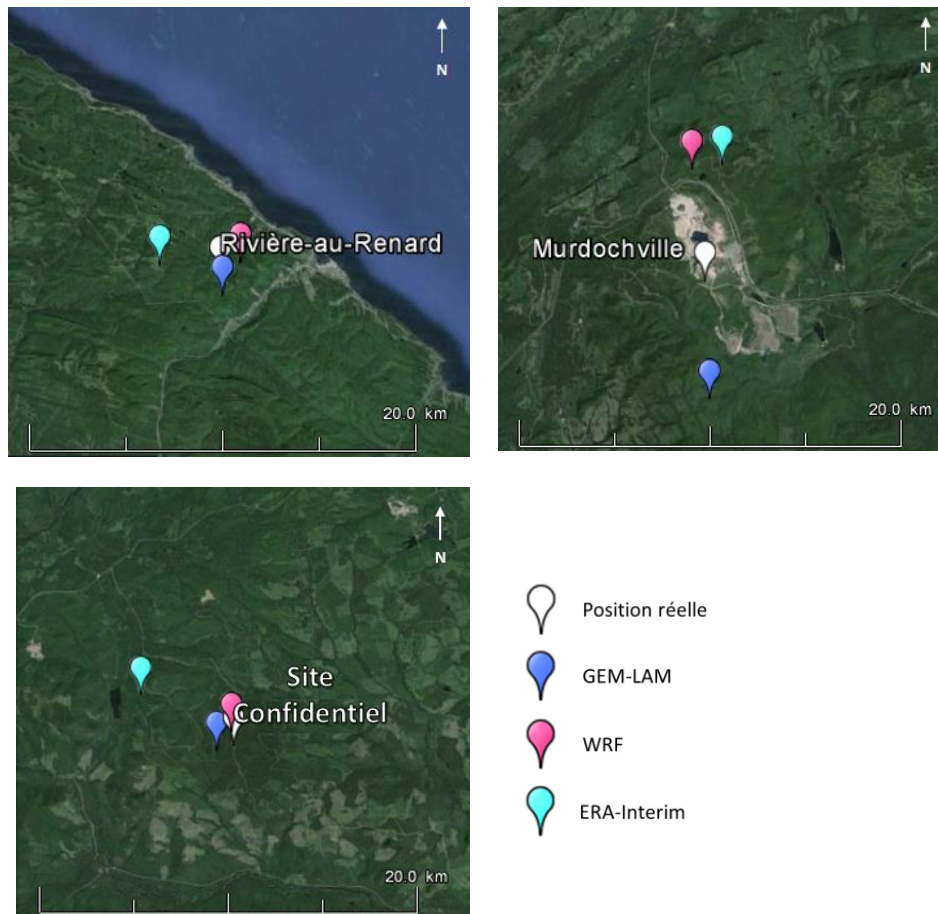 N
Rivière-au-Renard
20.0 km
N
Murdochville
20.0 km
N
Site
Confidentiel
20.0 km
Position réelle
GEM-LAM
WRF
ERA-Interim